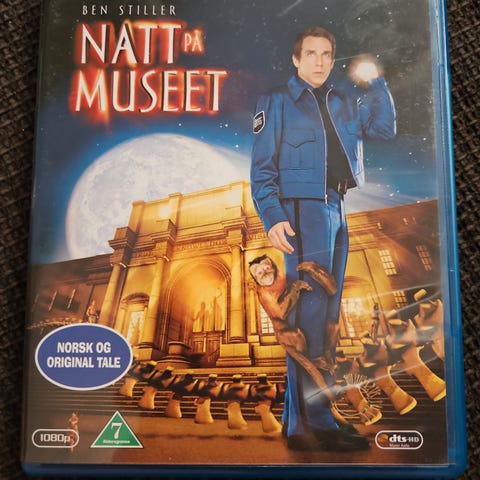 BEN STILLER
NATT PÅ
MUSEET
NORSK OG
ORIGINAL TALE
1080p
7
dts-HD